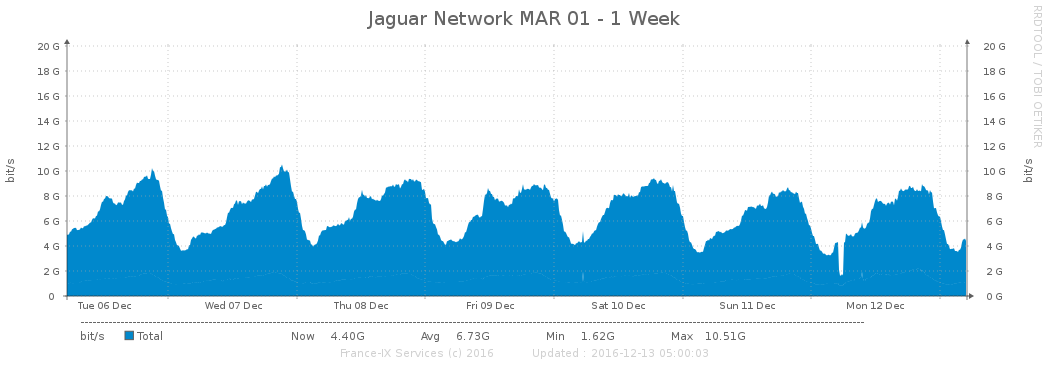 Jaguar Network MAR 01 - 1 Week
RRDTOOL / TOBI OETIKER
bit/s
bit/s
20 G 20 G
18 G 18 G
16 G 16 G
14 G 14 G
12 G 12 G
10 G 10 G
8 G 8 G
6 G 6 G
4 G 4 G
2 G 2 G
0 0 G
Tue 06 Dec Wed 07 Dec Thu 08 Dec Fri 09 Dec Sat 10 Dec Sun 11 Dec Mon 12 Dec
bit/s Total Now 4.40G Avg 6.73G Min 1.62G Max 10.51G
France-IX Services (c) 2016 Updated : 2016-12-13 05:00:03